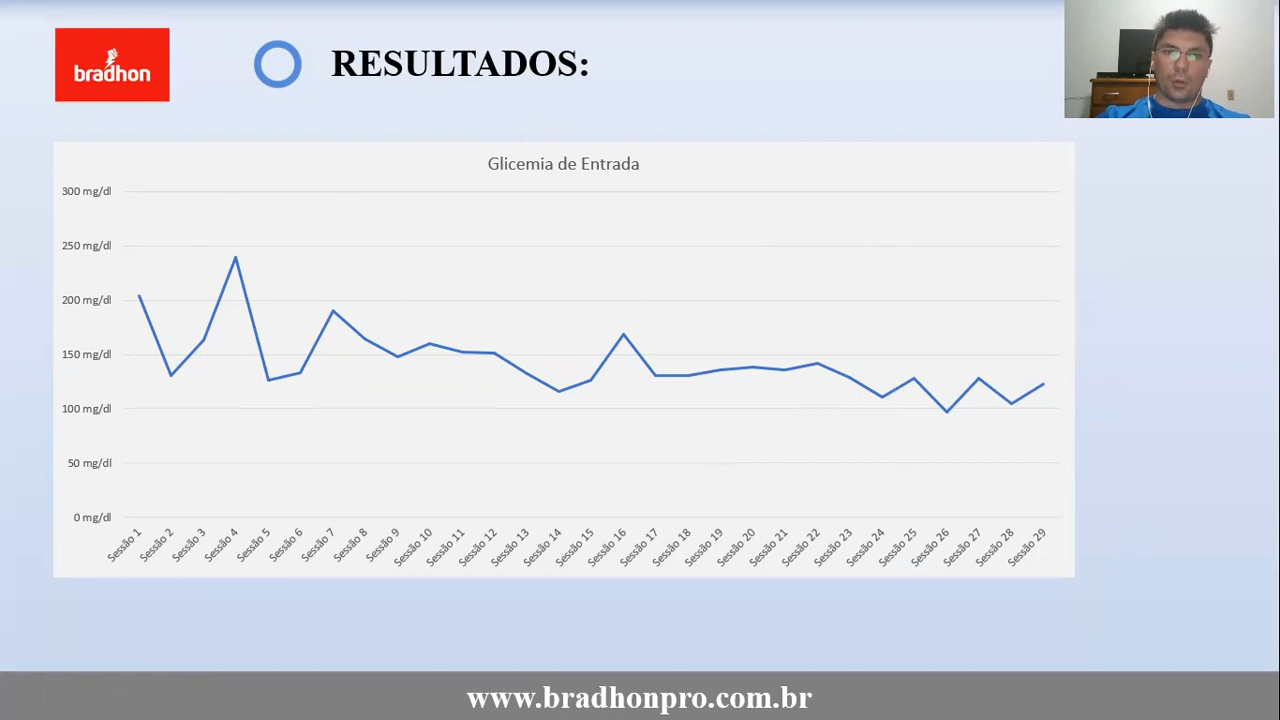 bradhon
RESULTADOS:
Glicemia de Entrada
300 mg/dl
250 mg/dl
200 mg/dl
150 mg/dl
100 mg/dl
50 mg/dl
0 mg/dl
Sessão 1
Sessão 2
Sessão 3
Sessão 4
Sessão 5
Sessão 6
Sessão 7
Sessão 8
Sessão 9
Sessão 10
Sessão 11
Sessão 12
Sessão 13
Sessão 14
Sessão 15
Sessão 16
Sessão 17
Sessão 18
Sessão 19
Sessão 20
Sessão 21
Sessão 22
Sessão 23
Sessão 24
Sessão 25
Sessão 26
Sessão 27
Sessão 28
Sessão 29
www.bradhonpro.com.br